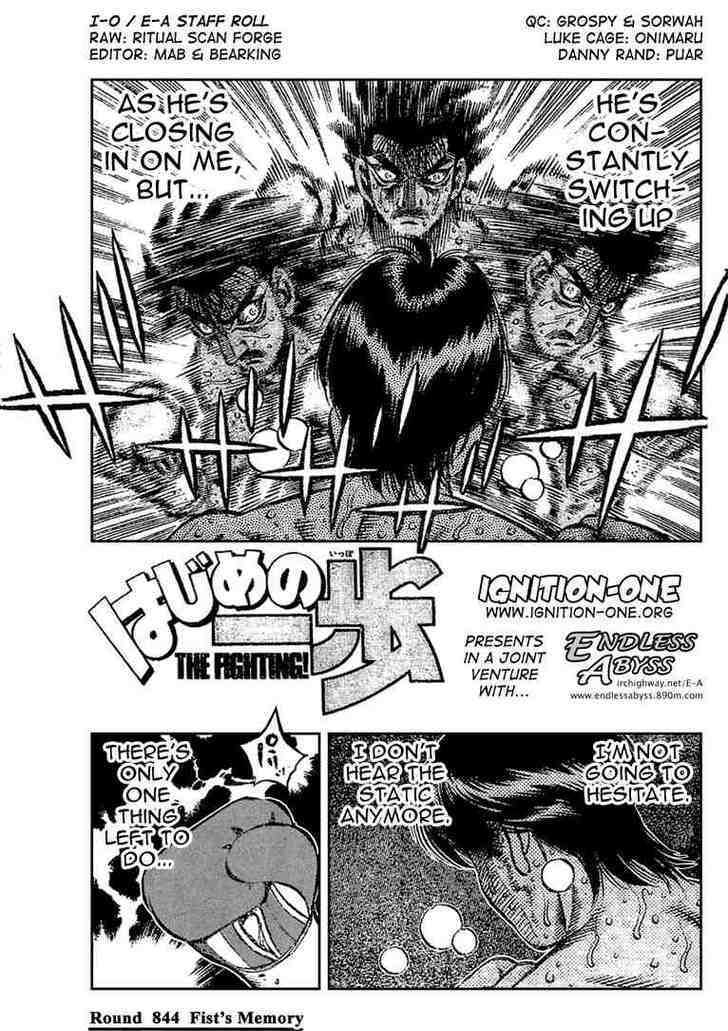 I-O / E-A STAFF ROLL
RAW: RITUAL SCAN FORGE
EDITOR: MAB & BEARKING
QC: GROSPY & SORWAH
LUKE CAGE: ONIMARU
DANNY RAND: PUAR
HE'S
CON-
STANTLY
SWITCH-
ING UP
AS HE'S
CLOSING
IN ON ME,
BUT...
はじめの一歩
いっぽ
THE FIGHTING!
IGNITION-ONE
WWW.IGNITION-ONE.ORG
PRESENTS
IN A JOINT
VENTURE
WITH...
ENDLESS
ABYSS
irchighway.net/E-A
www.endlessabyss.890m.com
I'M NOT
GOING TO
HESITATE.
I DON'T
HEAR THE
STATIC
ANYMORE.
THERE'S
ONLY
ONE
THING
LEFT TO
DO...
Round 844 Fist's Memory